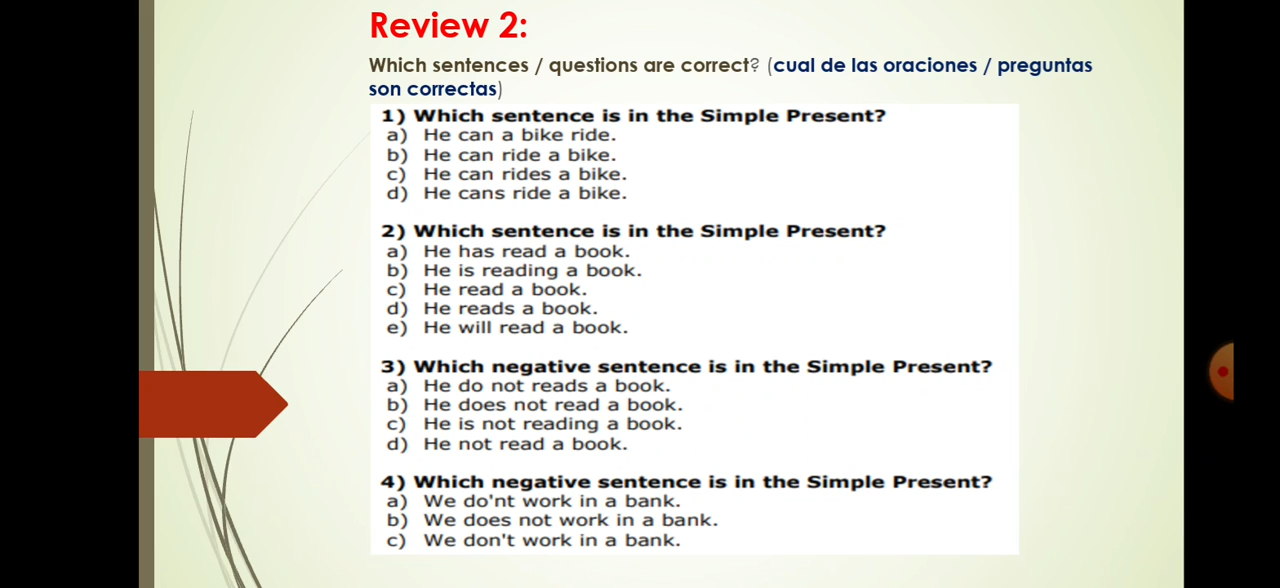 Review 2:
Which sentences / questions are correct? (cual de las oraciones / preguntas
son correctas)
1) Which sentence is in the Simple Present?
a) He can a bike ride.
b) He can ride a bike.
c) He can rides a bike.
d) He cans ride a bike.
2) Which sentence is in the Simple Present?
a) He has read a book.
b) He is reading a book.
c) He read a book.
d) He reads a book.
e) He will read a book.
3) Which negative sentence is in the Simple Present?
a) He do not reads a book.
b) He does not read a book.
c) He is not reading a book.
d) He not read a book.
4) Which negative sentence is in the Simple Present?
a) We do'nt work in a bank.
b) We does not work in a bank.
c) We don't work in a bank.